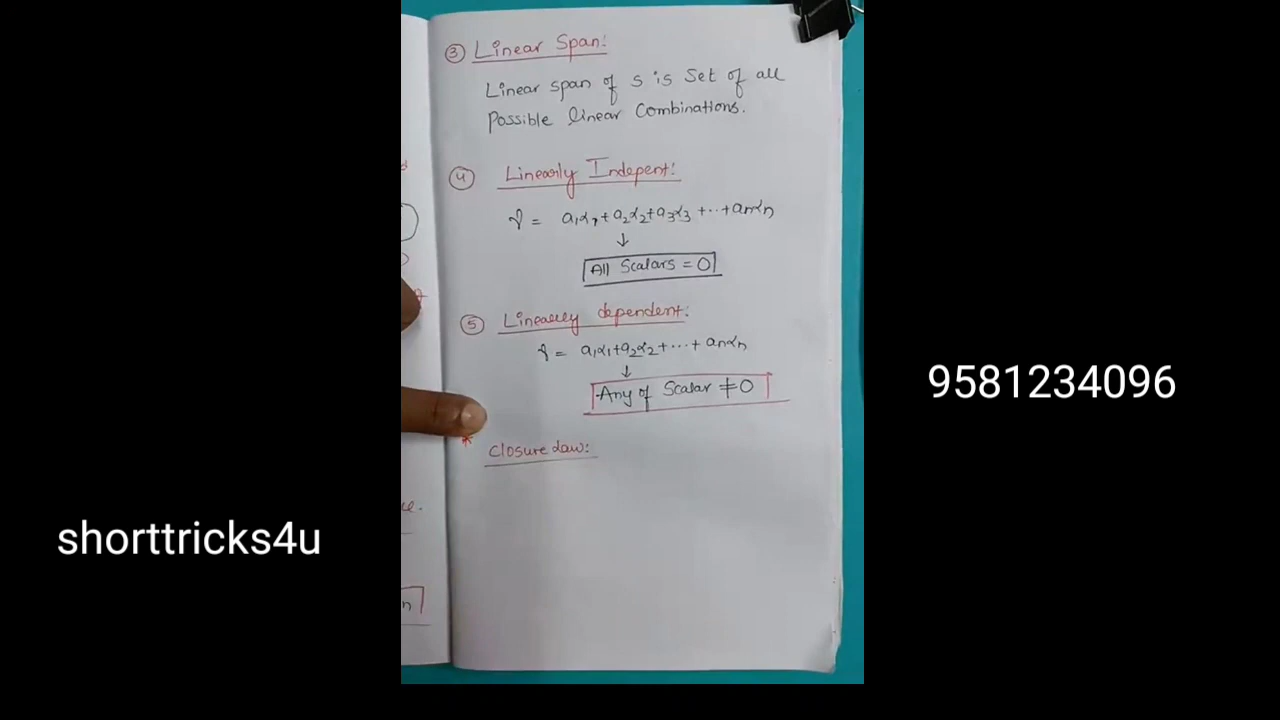 ③ Linear Span:
Linear span of S is Set of all
Possible linear Combinations.
④ Linearly Indepent:
γ = a₁α₁+a₂α₂+a₃α₃+···+anαn
↓
All Scalars = 0
⑤ Linearly dependent:
γ = a₁α₁+a₂α₂+···+anαn
↓
Any of Scalar ≠ 0
* Closure Law:
9581234096
shorttricks4u
n